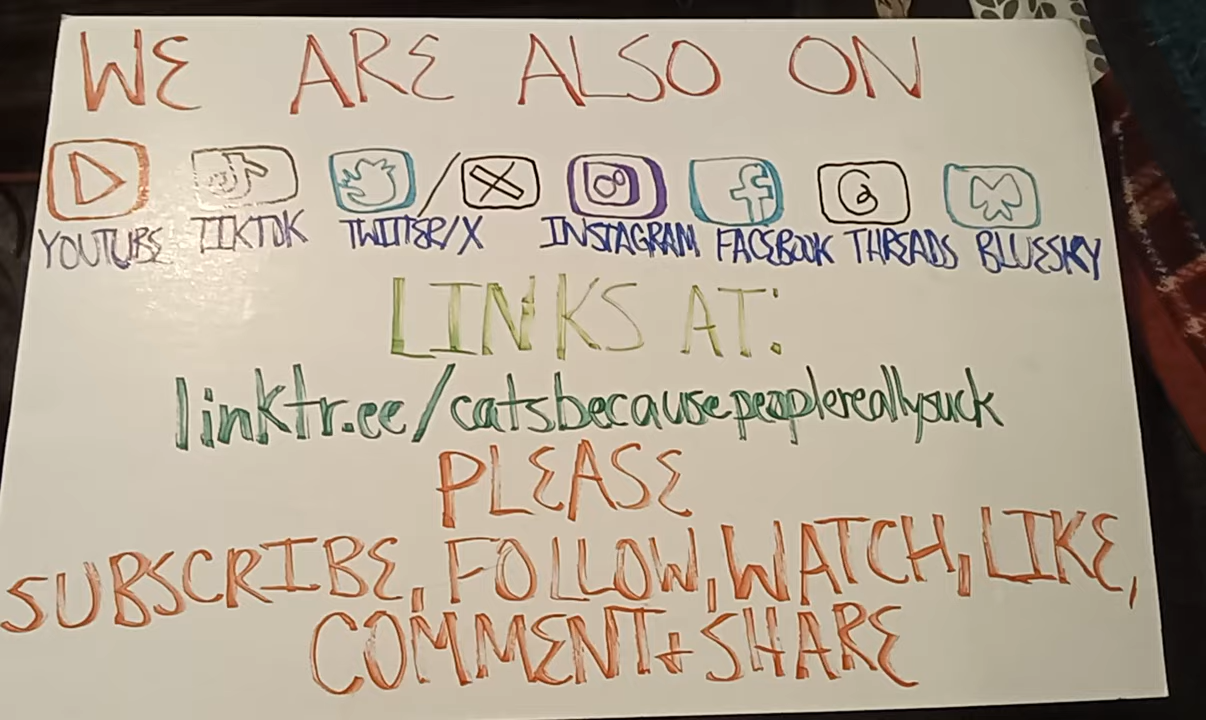 WE ARE ALSO ON
YOUTUBE TIKTOK TWITTER/X INSTAGRAM FACEBOOK THREADS BLUESKY
LINKS AT:
linktr.ee/catsbecausepeoplereallysuck
PLEASE
SUBSCRIBE, FOLLOW, WATCH, LIKE,
COMMENT + SHARE